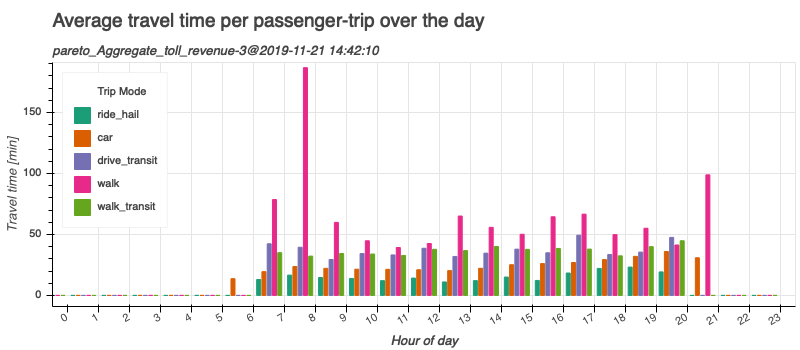 Average travel time per passenger-trip over the day
pareto_Aggregate_toll_revenue-3@2019-11-21 14:42:10
Trip Mode
ride_hail
car
drive_transit
walk
walk_transit
Travel time [min]
150
100
50
0
0 1 2 3 4 5 6 7 8 9 10 11 12 13 14 15 16 17 18 19 20 21 22 23
Hour of day